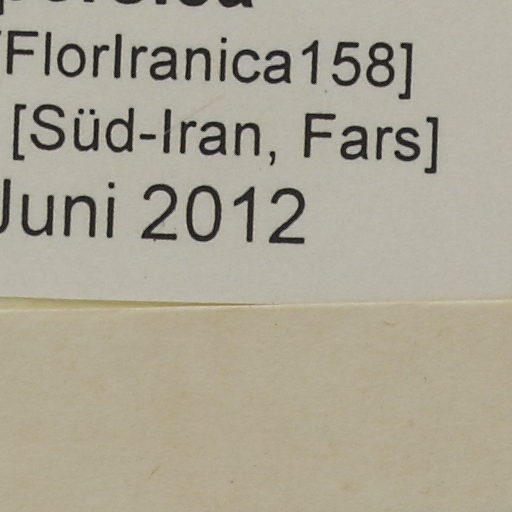 FlorIranica158]
[Süd-Iran, Fars]
Juni 2012